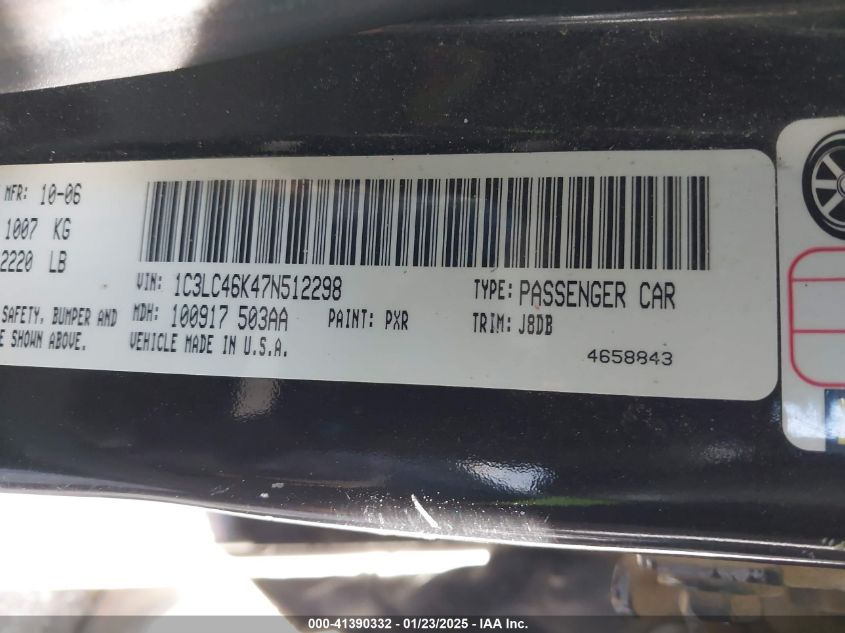 MFR: 10-06
1007 KG
2220 LB
VIN: 1C3LC46K47N512298 TYPE: PASSENGER CAR
SAFETY, BUMPER AND MDH: 100917 503AA PAINT: PXR TRIM: J8DB
SHOWN ABOVE. VEHICLE MADE IN U.S.A. 4658843
000-41390332 - 01/23/2025 - IAA Inc.